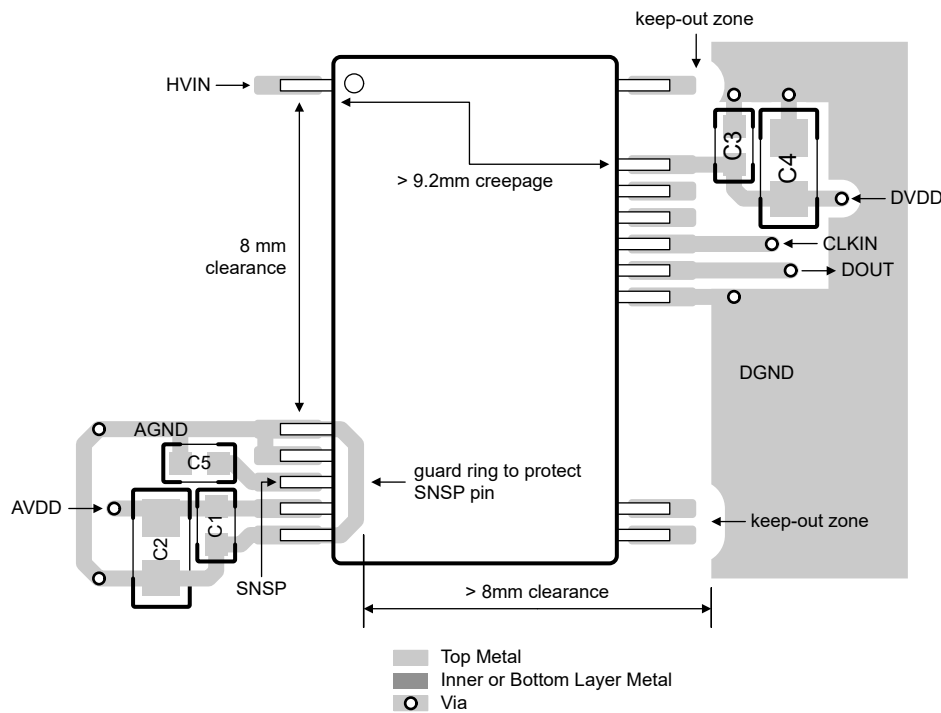 keep-out zone
HVIN
C3
C4
> 9.2mm creepage
DVDD
8 mm
clearance
CLKIN
DOUT
DGND
AGND
C5
guard ring to protect
SNSP pin
AVDD
C1
C2
keep-out zone
SNSP
> 8mm clearance
Top Metal
Inner or Bottom Layer Metal
Via